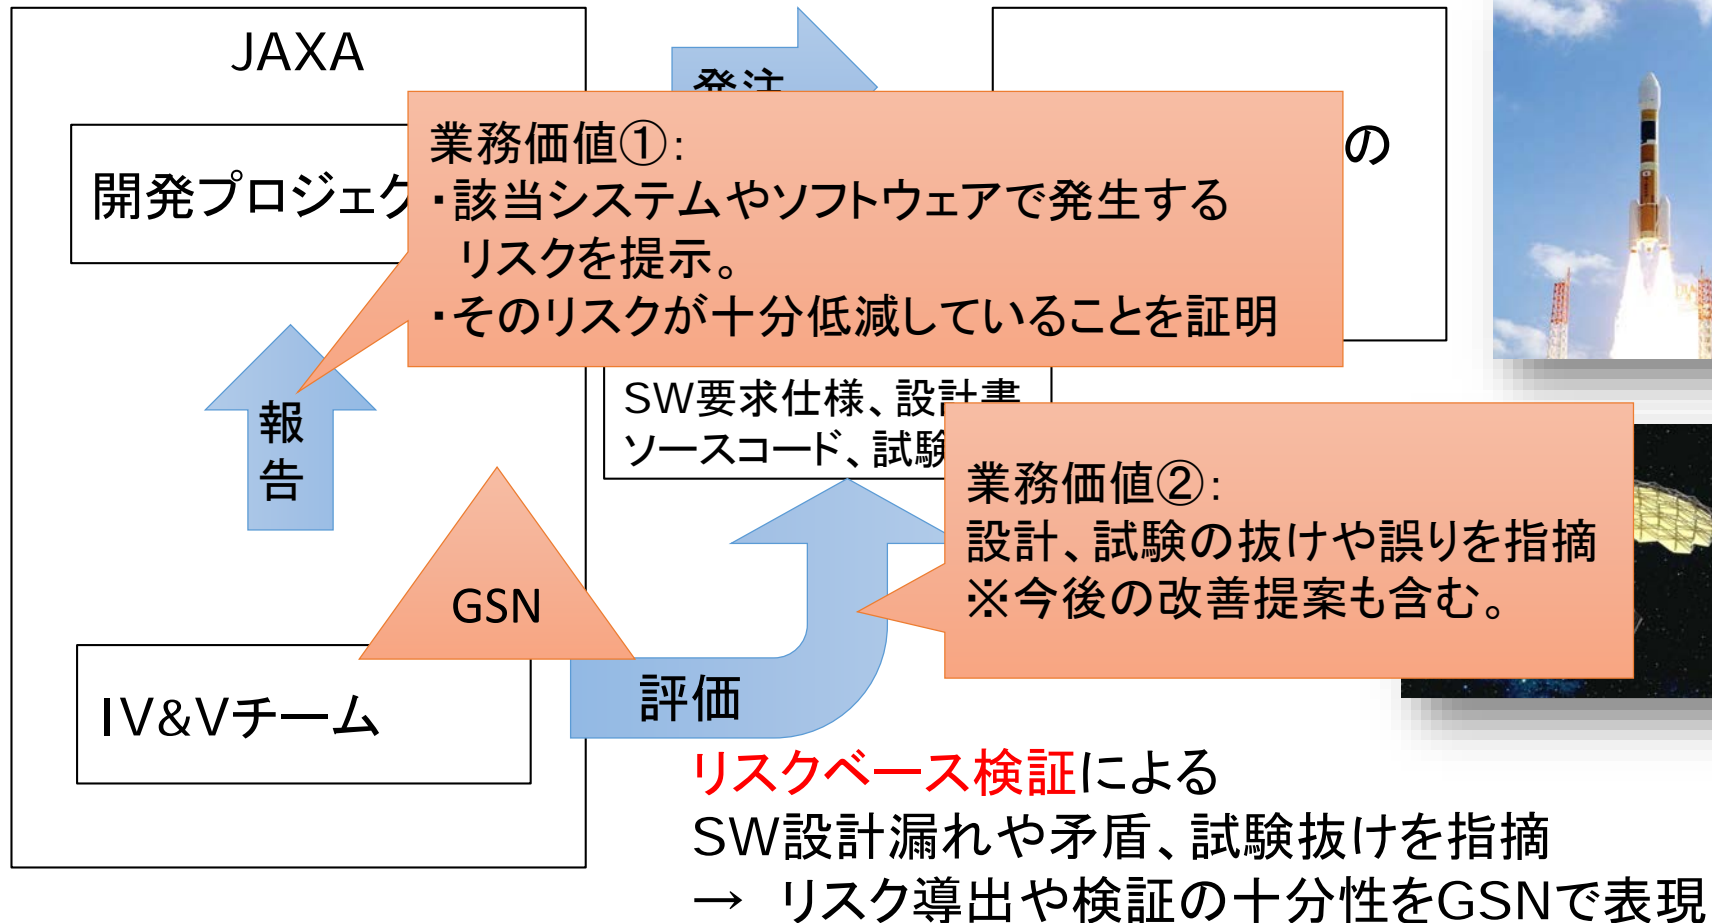 JAXA
発注
開発プロジェク
の
業務価値①：
・該当システムやソフトウェアで発生する
リスクを提示。
・そのリスクが十分低減していることを証明
SW要求仕様、設計書
ソースコード、試験
報
告
業務価値②：
設計、試験の抜けや誤りを指摘
※今後の改善提案も含む。
GSN
IV&Vチーム
評価
リスクベース検証による
SW設計漏れや矛盾、試験抜けを指摘
→ リスク導出や検証の十分性をGSNで表現